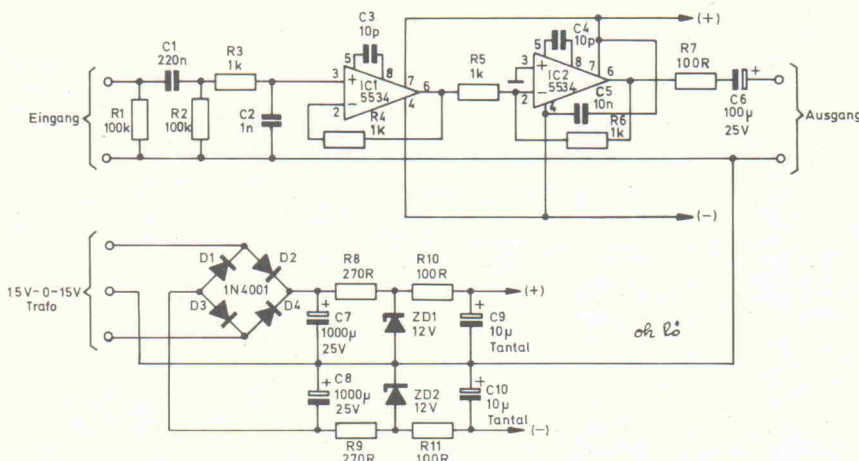 C3
10p
(+)
C4
10p
C1
220n
R3
1k
5
8
3
+
−
2
IC1
5534
7
6
4
R5
1k
5
8
3
+
−
2
IC2
5534
7
6
4
R7
100R
+
C6
100µ
25V
Eingang
R1
100k
R2
100k
C2
1n
R4
1k
C5
10n
R6
1k
Ausgang
(-)
15V-0-15V
Trafo
D1
D2
1N4001
D3
D4
R8
270R
R10
100R
(+)
+
C7
1000µ
25V
ZD1
12V
+
C9
10µ
Tantal
+
C8
1000µ
25V
ZD2
12V
+
C10
10µ
Tantal
R9
270R
R11
100R
(-)